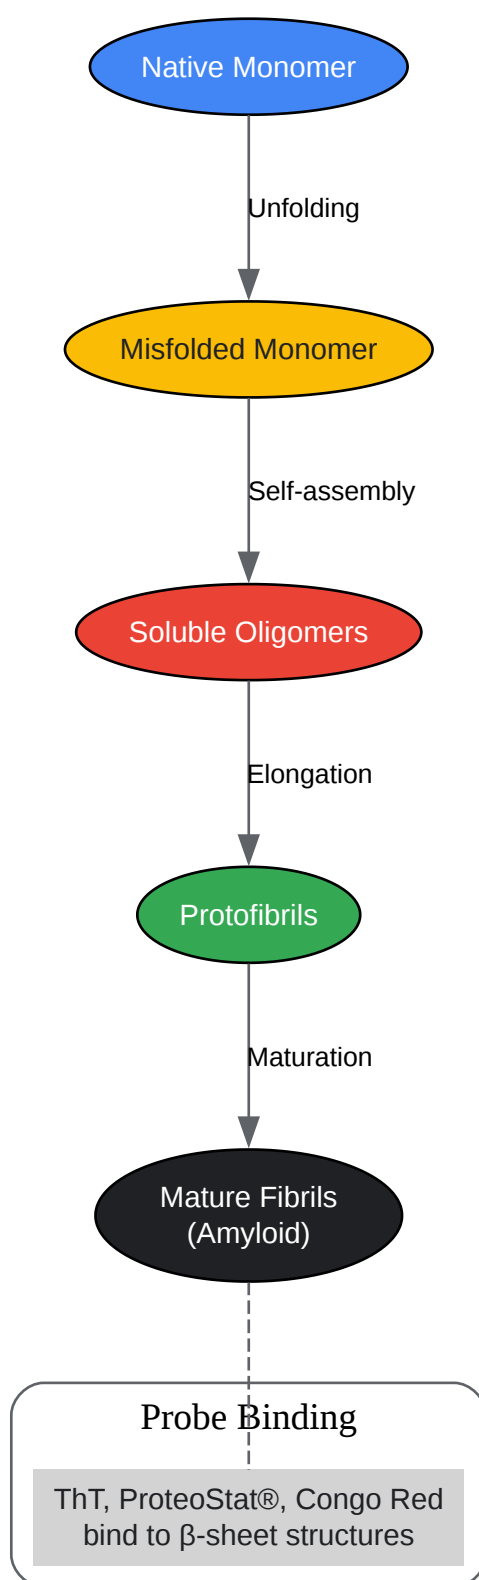 Native Monomer
Unfolding
Misfolded Monomer
Self-assembly
Soluble Oligomers
Elongation
Protofibrils
Maturation
Mature Fibrils
(Amyloid)
Probe Binding
ThT, ProteoStat®, Congo Red
bind to β-sheet structures